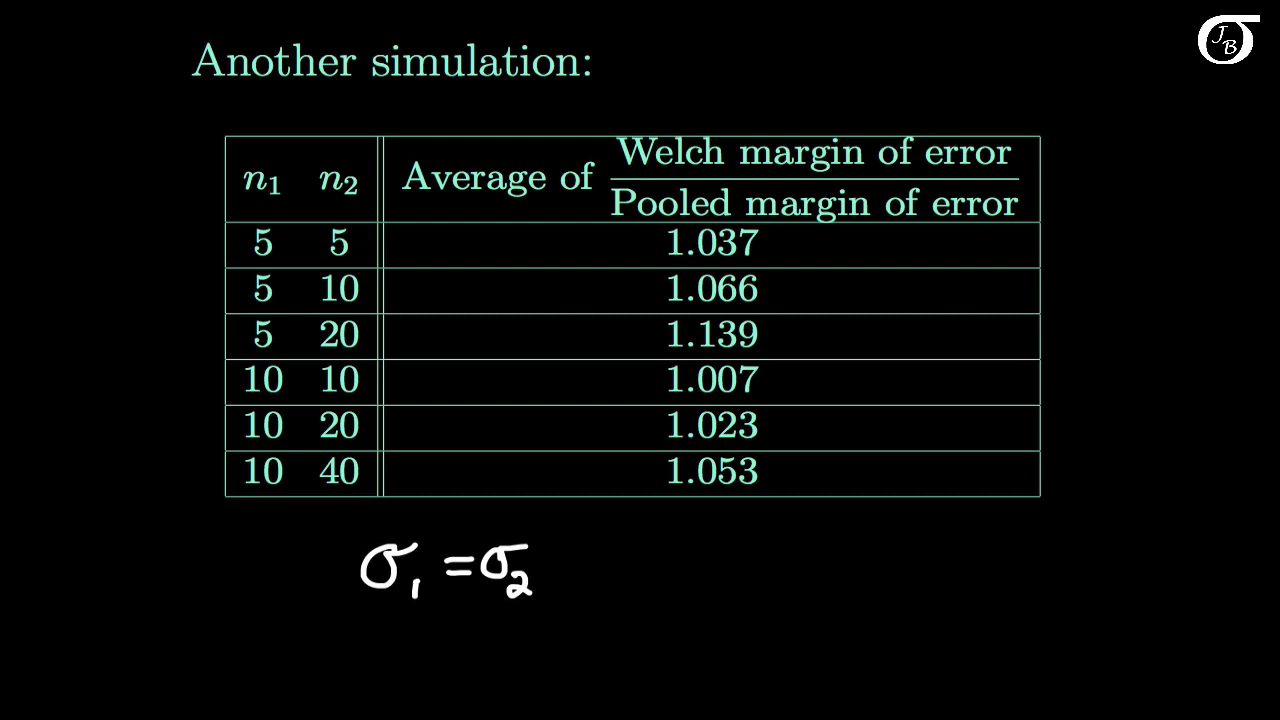 Another simulation:
n₁ n₂ Average of Welch margin of error / Pooled margin of error
5 5 1.037
5 10 1.066
5 20 1.139
10 10 1.007
10 20 1.023
10 40 1.053
σ₁ = σ₂
JB